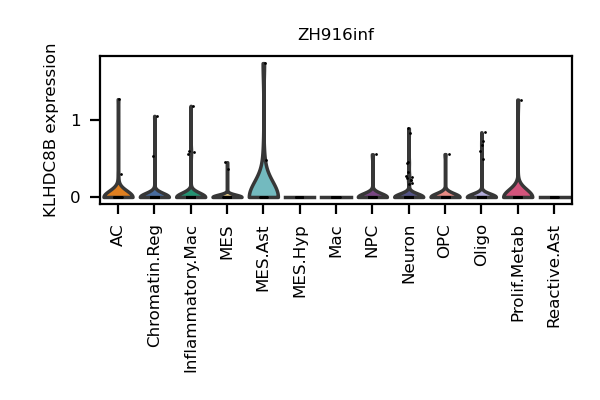 ZH916inf
KLHDC8B expression
1
0
AC
Chromatin.Reg
Inflammatory.Mac
MES
MES.Ast
MES.Hyp
Mac
NPC
Neuron
OPC
Oligo
Prolif.Metab
Reactive.Ast